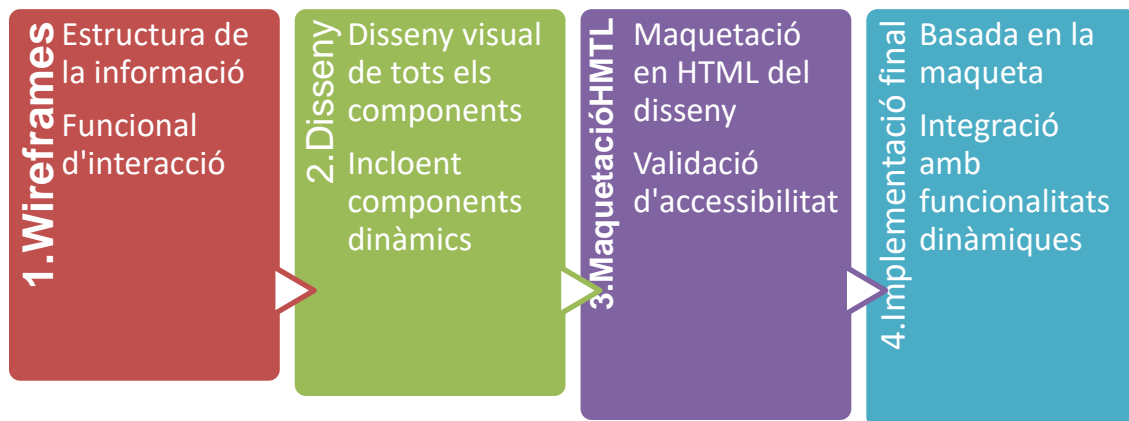 1.Wireframes
Estructura de
la informació
Funcional
d'interacció
2.Disseny
Disseny visual
de tots els
components
Incloent
components
dinàmics
3.MaquetacióHMTL
Maquetació
en HTML del
disseny
Validació
d'accessibilitat
4.Implementació final
Basada en la
maqueta
Integració
amb
funcionalitats
dinàmiques